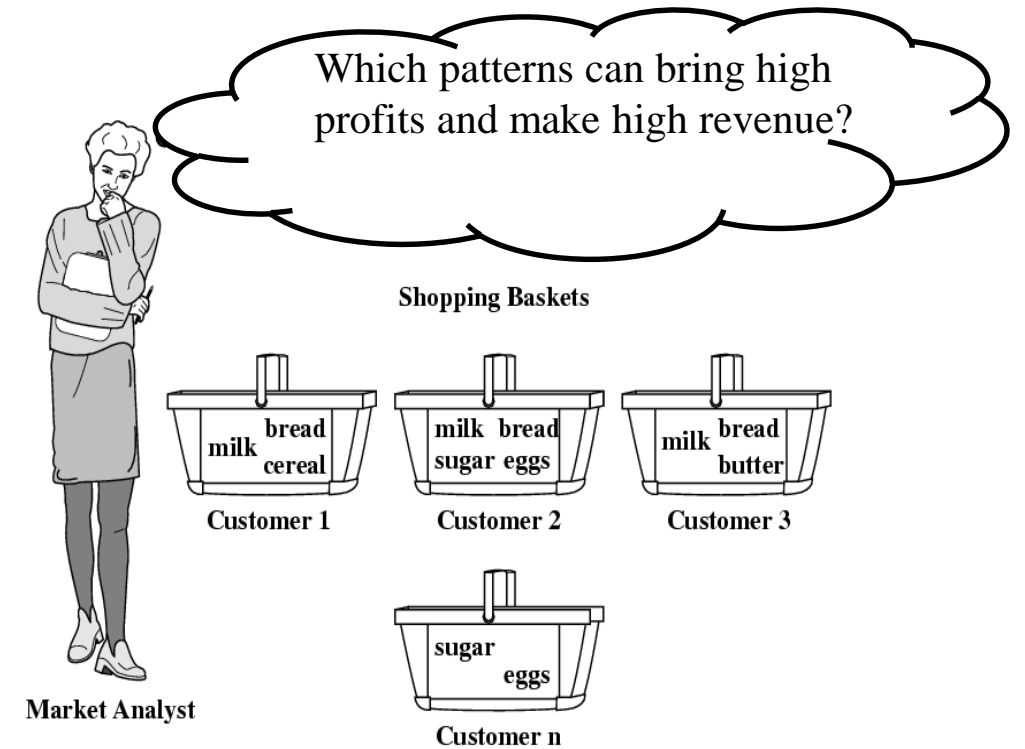 Which patterns can bring high
profits and make high revenue?
Shopping Baskets
milk bread
cereal
Customer 1
milk bread
sugar eggs
Customer 2
milk bread
butter
Customer 3
sugar
eggs
Customer n
Market Analyst